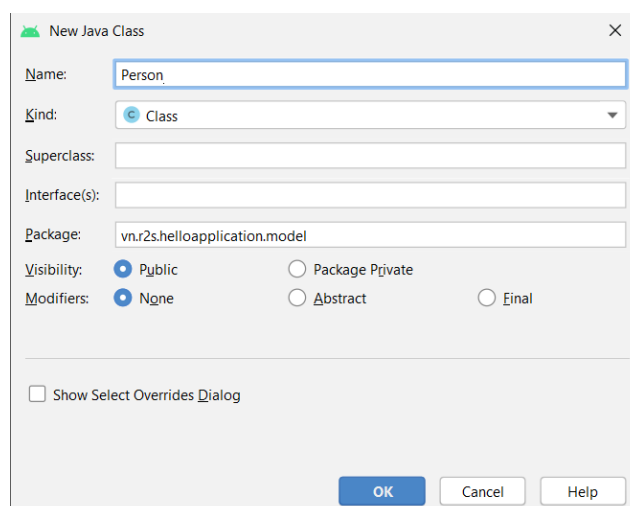 New Java Class
Name: Person
Kind: C Class
Superclass:
Interface(s):
Package: vn.r2s.helloapplication.model
Visibility: Public Package Private
Modifiers: None Abstract Final
Show Select Overrides Dialog
OK Cancel Help